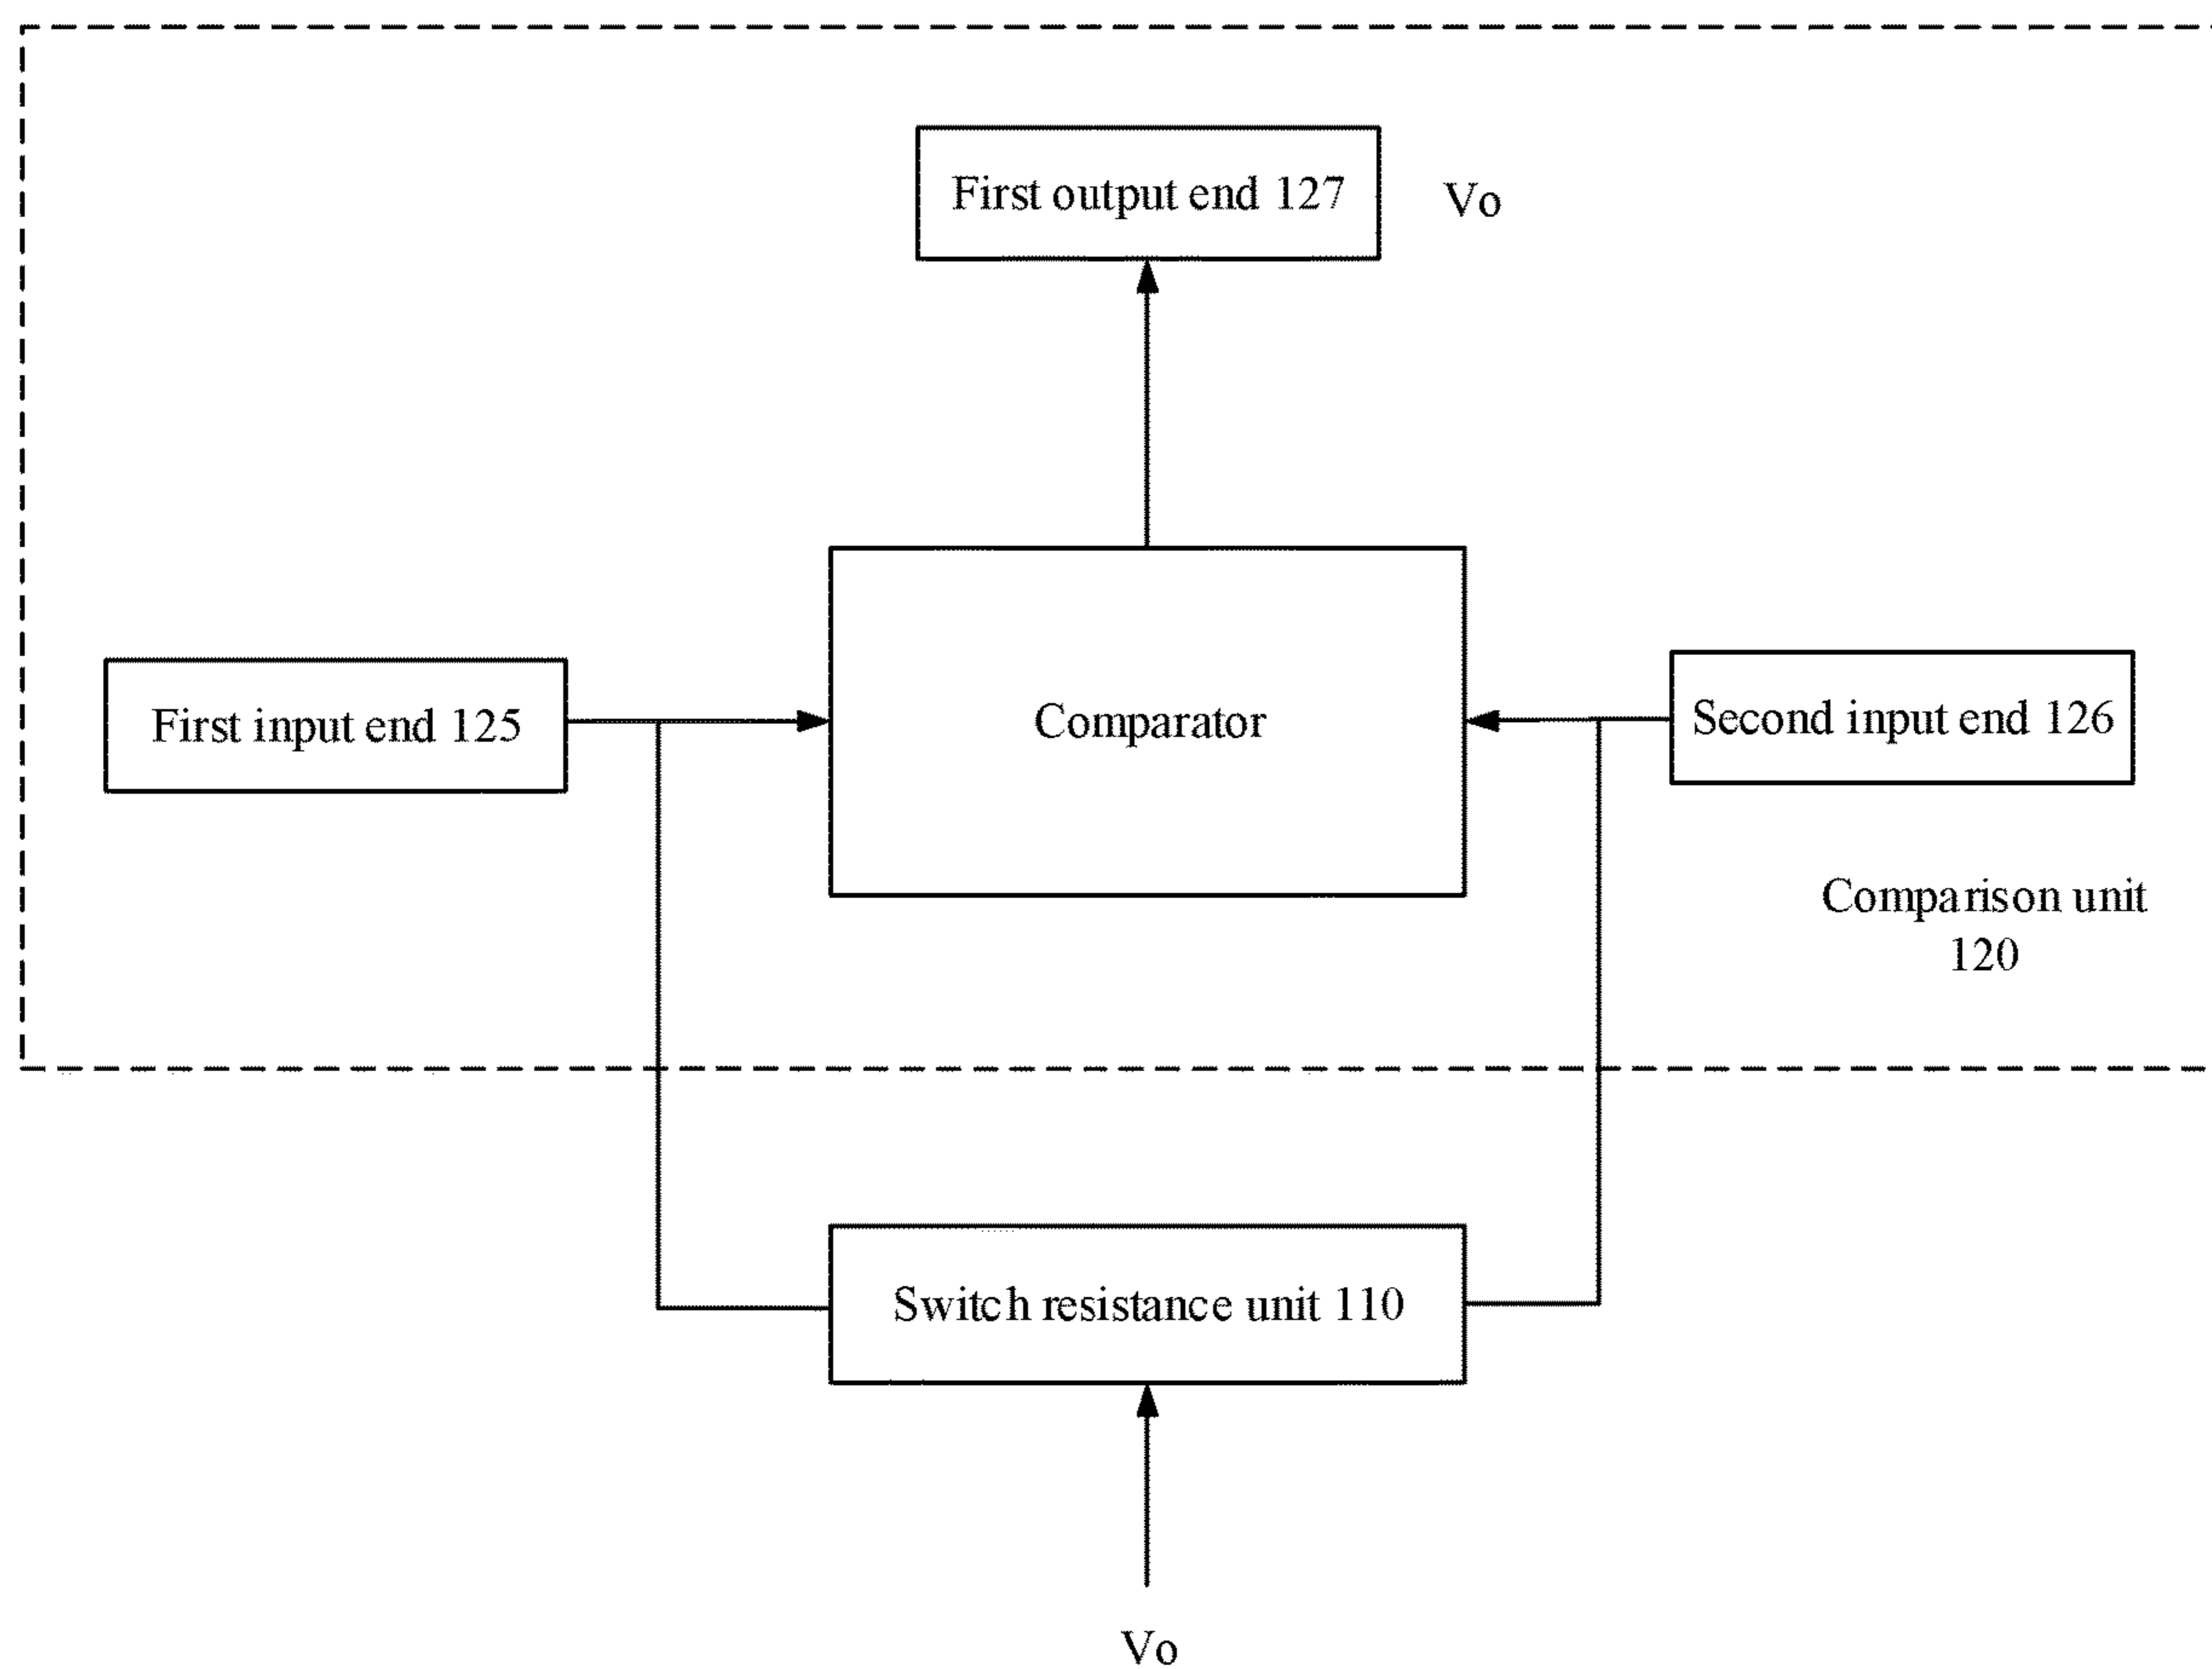 First output end 127
Vo
First input end 125
Comparator
Second input end 126
Comparison unit
120
Switch resistance unit 110
Vo